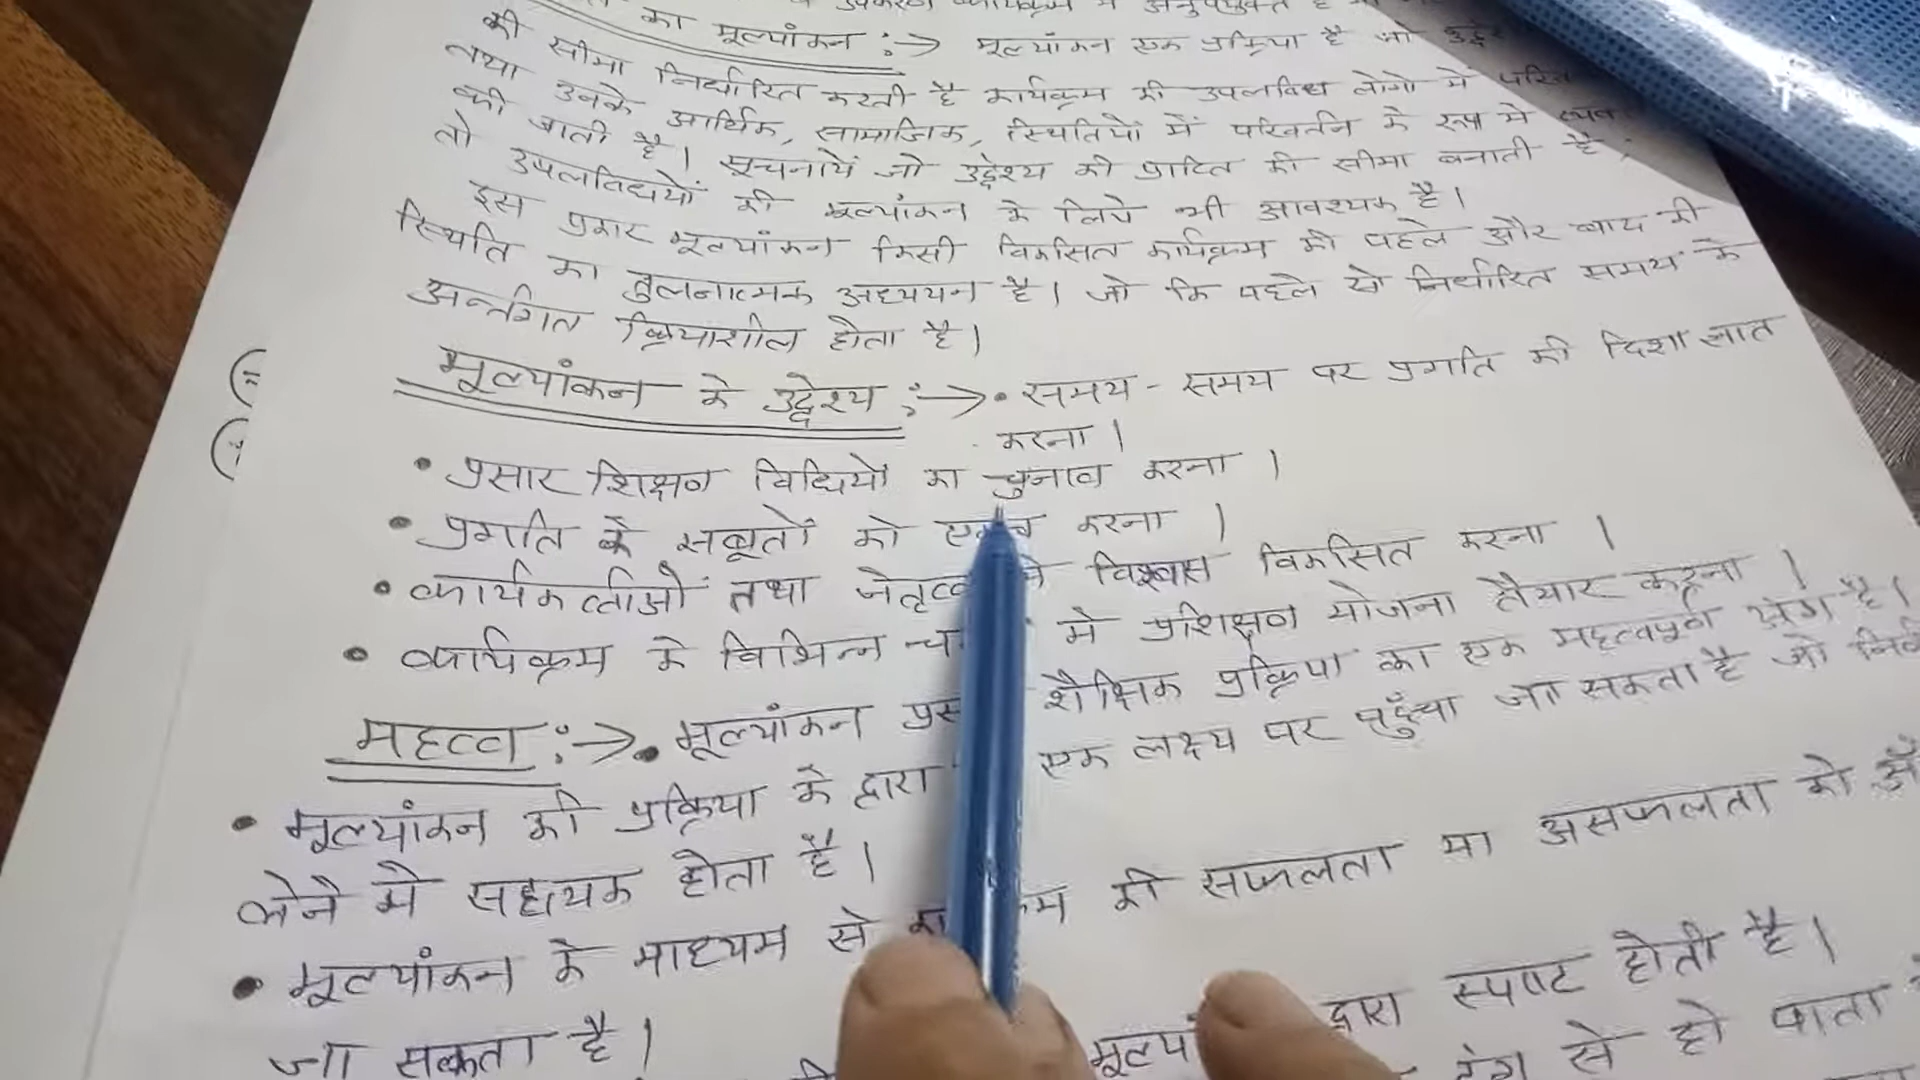 का मूल्यांकन :→ मूल्यांकन एक प्रक्रिया है जो
की सीमा निर्धारित करती है कार्यक्रम की उपलब्धि लोगो मे
तथा उनके आर्थिक, सामाजिक, स्थितियों में परिवर्तन के रूप मे
की जाती है। सूचनायें जो उद्देश्य की प्राप्ति की सीमा बनाती है,
तो उपलब्धियों की मूल्यांकन के लिये भी आवश्यक है।
इस प्रकार मूल्यांकन किसी विकसित कार्यक्रम की पहले और बाद की
स्थिति का तुलनात्मक अध्ययन है। जो कि पहले से निर्धारित समय के
अर्न्तगत क्रियाशील होता है।
मूल्यांकन के उद्देश्य :→ • समय - समय पर प्रगति की दिशा ज्ञात
करना।
• प्रसार शिक्षण विधियों का चुनाव करना।
• प्रगति के सबूतों को करना।
• कार्यकर्ताओं तथा विश्वास विकसित करना।
• कार्यक्रम के विभिन्न मे प्रशिक्षण योजना तैयार करना।
महत्व :→ • मूल्यांकन शैक्षिक प्रक्रिया का एक महत्वपूर्ण अंग है।
• मूल्यांकन की प्रक्रिया के द्वारा एक लक्ष्य पर पहुँचा जा सकता है जो
लेने मे सहायक होता है।
• मूल्यांकन के माध्यम से की सफलता या असफलता को
जा सकता है।
द्वारा स्पष्ट होती है।
ढंग से हो पाता